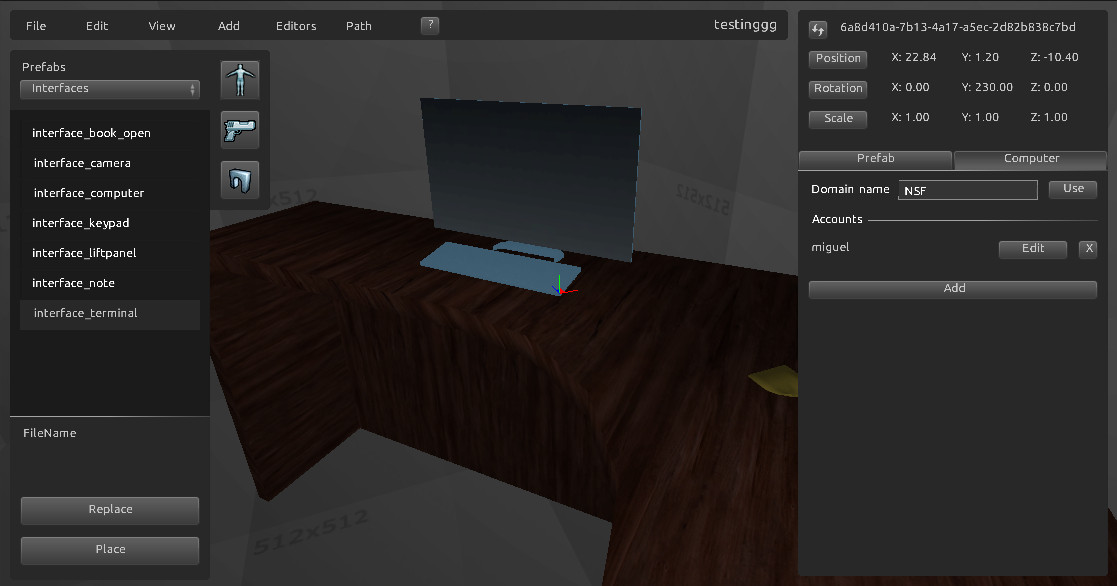 File Edit View Add Editors Path ? testinggg
Prefabs
Interfaces
interface_book_open
interface_camera
interface_computer
interface_keypad
interface_liftpanel
interface_note
interface_terminal
FileName
Replace
Place
512x512
512x512
6a8d410a-7b13-4a17-a5ec-2d82b838c7bd
Position X: 22.84 Y: 1.20 Z: -10.40
Rotation X: 0.00 Y: 230.00 Z: 0.00
Scale X: 1.00 Y: 1.00 Z: 1.00
Prefab Computer
Domain name NSF Use
Accounts
miguel Edit X
Add